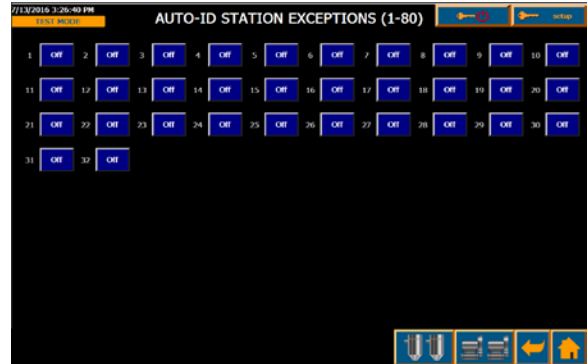 7/13/2016 3:26:40 PM
TEST MODE
AUTO-ID STATION EXCEPTIONS (1-80)
setup
1 Off 2 Off 3 Off 4 Off 5 Off 6 Off 7 Off 8 Off 9 Off 10 Off
11 Off 12 Off 13 Off 14 Off 15 Off 16 Off 17 Off 18 Off 19 Off 20 Off
21 Off 22 Off 23 Off 24 Off 25 Off 26 Off 27 Off 28 Off 29 Off 30 Off
31 Off 32 Off